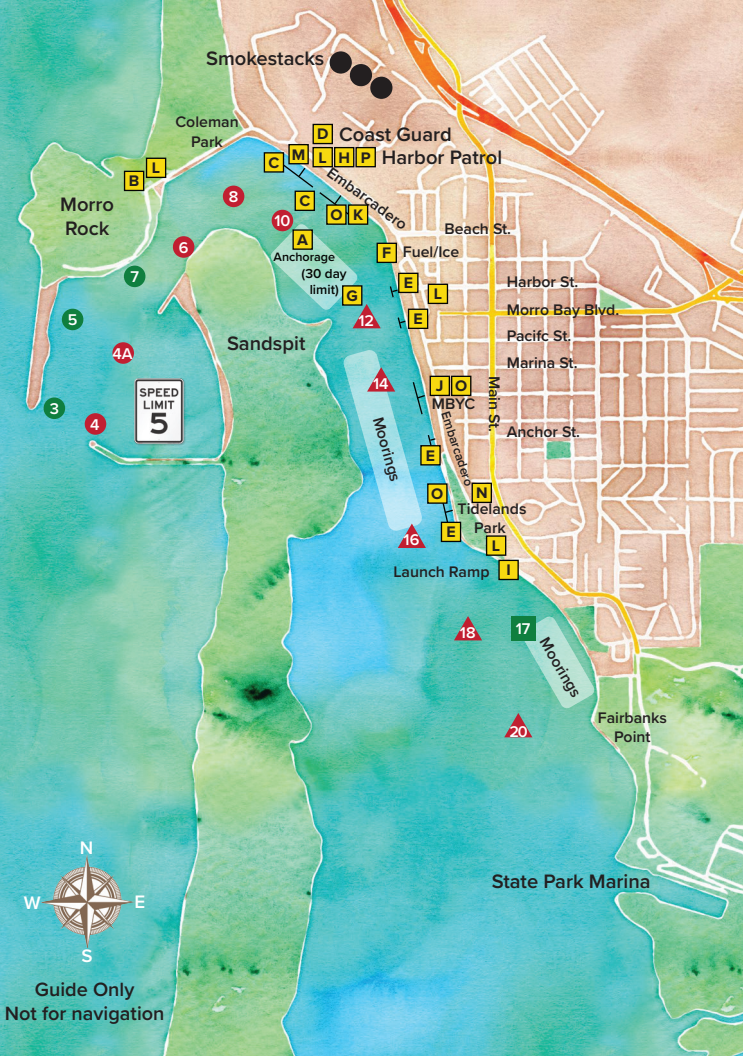 Smokestacks
Coleman
Park
D Coast Guard
C M L H P Harbor Patrol
Embarcadero
L
B
Morro
Rock
8
C
O K
10
Beach St.
A
6
Anchorage
(30 day
limit)
F Fuel/Ice
7
E
Harbor St.
G
L
Morro Bay Blvd.
5
12
E
Pacifc St.
Sandspit
4A
Marina St.
14
J O
MBYC
Main St.
SPEED
LIMIT
5
3
4
Moorings
Embarcadero
Anchor St.
E
O
N
Tidelands
Park
16
E
L
Launch Ramp I
18
17
Moorings
20
Fairbanks
Point
N
W E
S
State Park Marina
Guide Only
Not for navigation